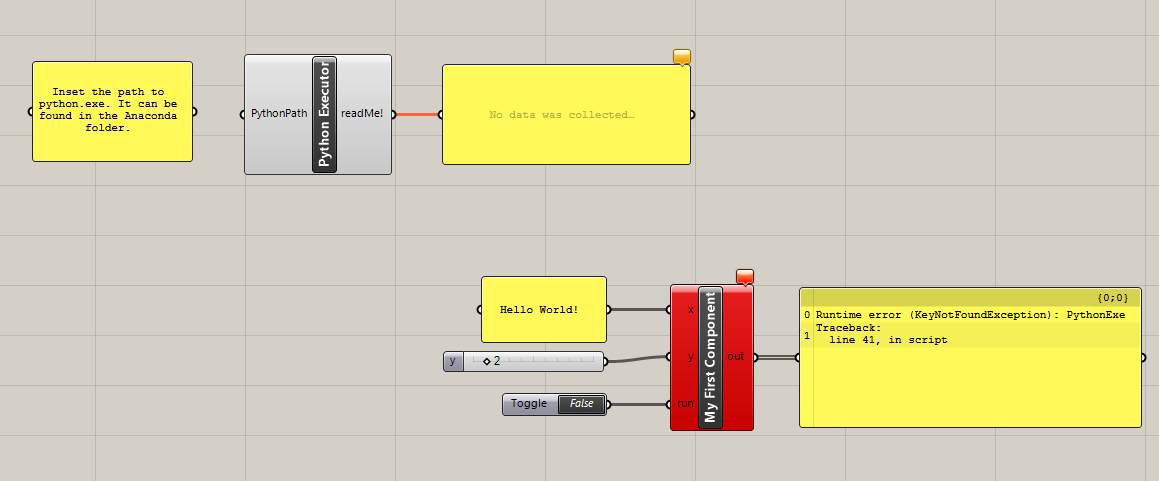 Inset the path to
python.exe. It can be
found in the Anaconda
folder.
PythonPath
Python Executor
readMe!
No data was collected…
Hello World!
y
2
Toggle
False
x
y
run
My First Component
out
{0;0}
0 Runtime error (KeyNotFoundException): PythonExe
1 Traceback:
line 41, in script